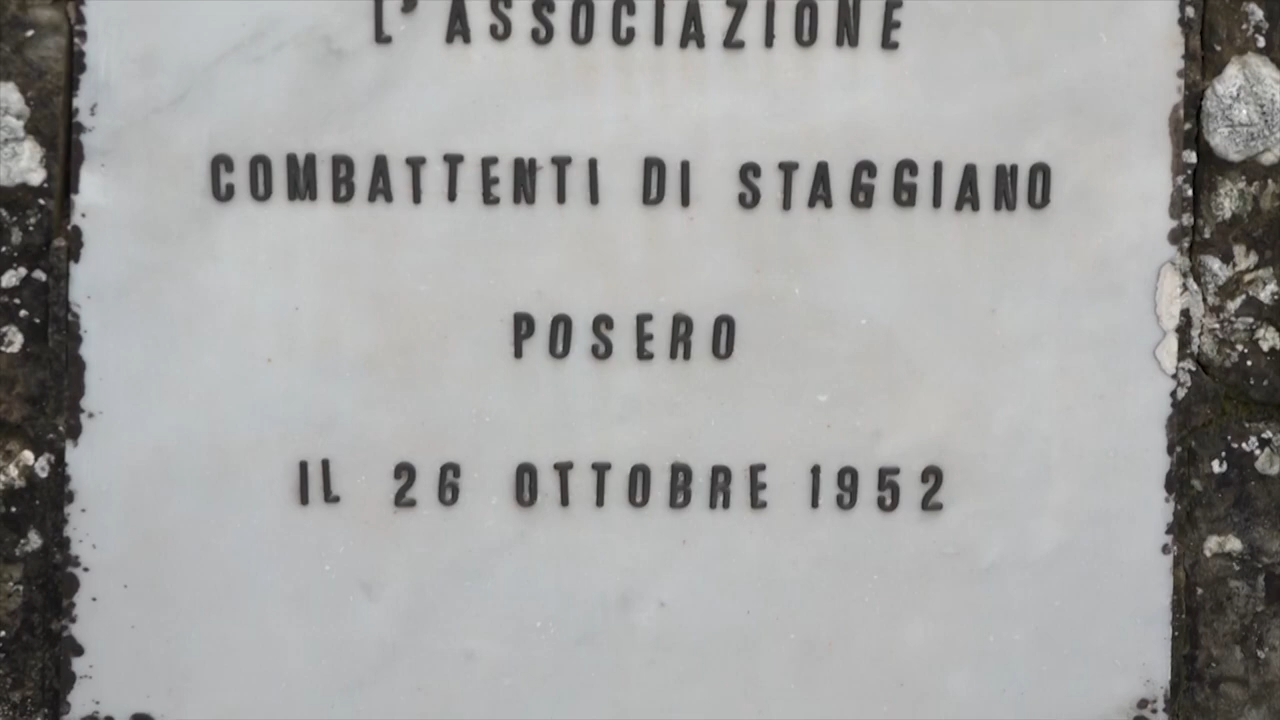 L'ASSOCIAZIONE
COMBATTENTI DI STAGGIANO
POSERO
IL 26 OTTOBRE 1952